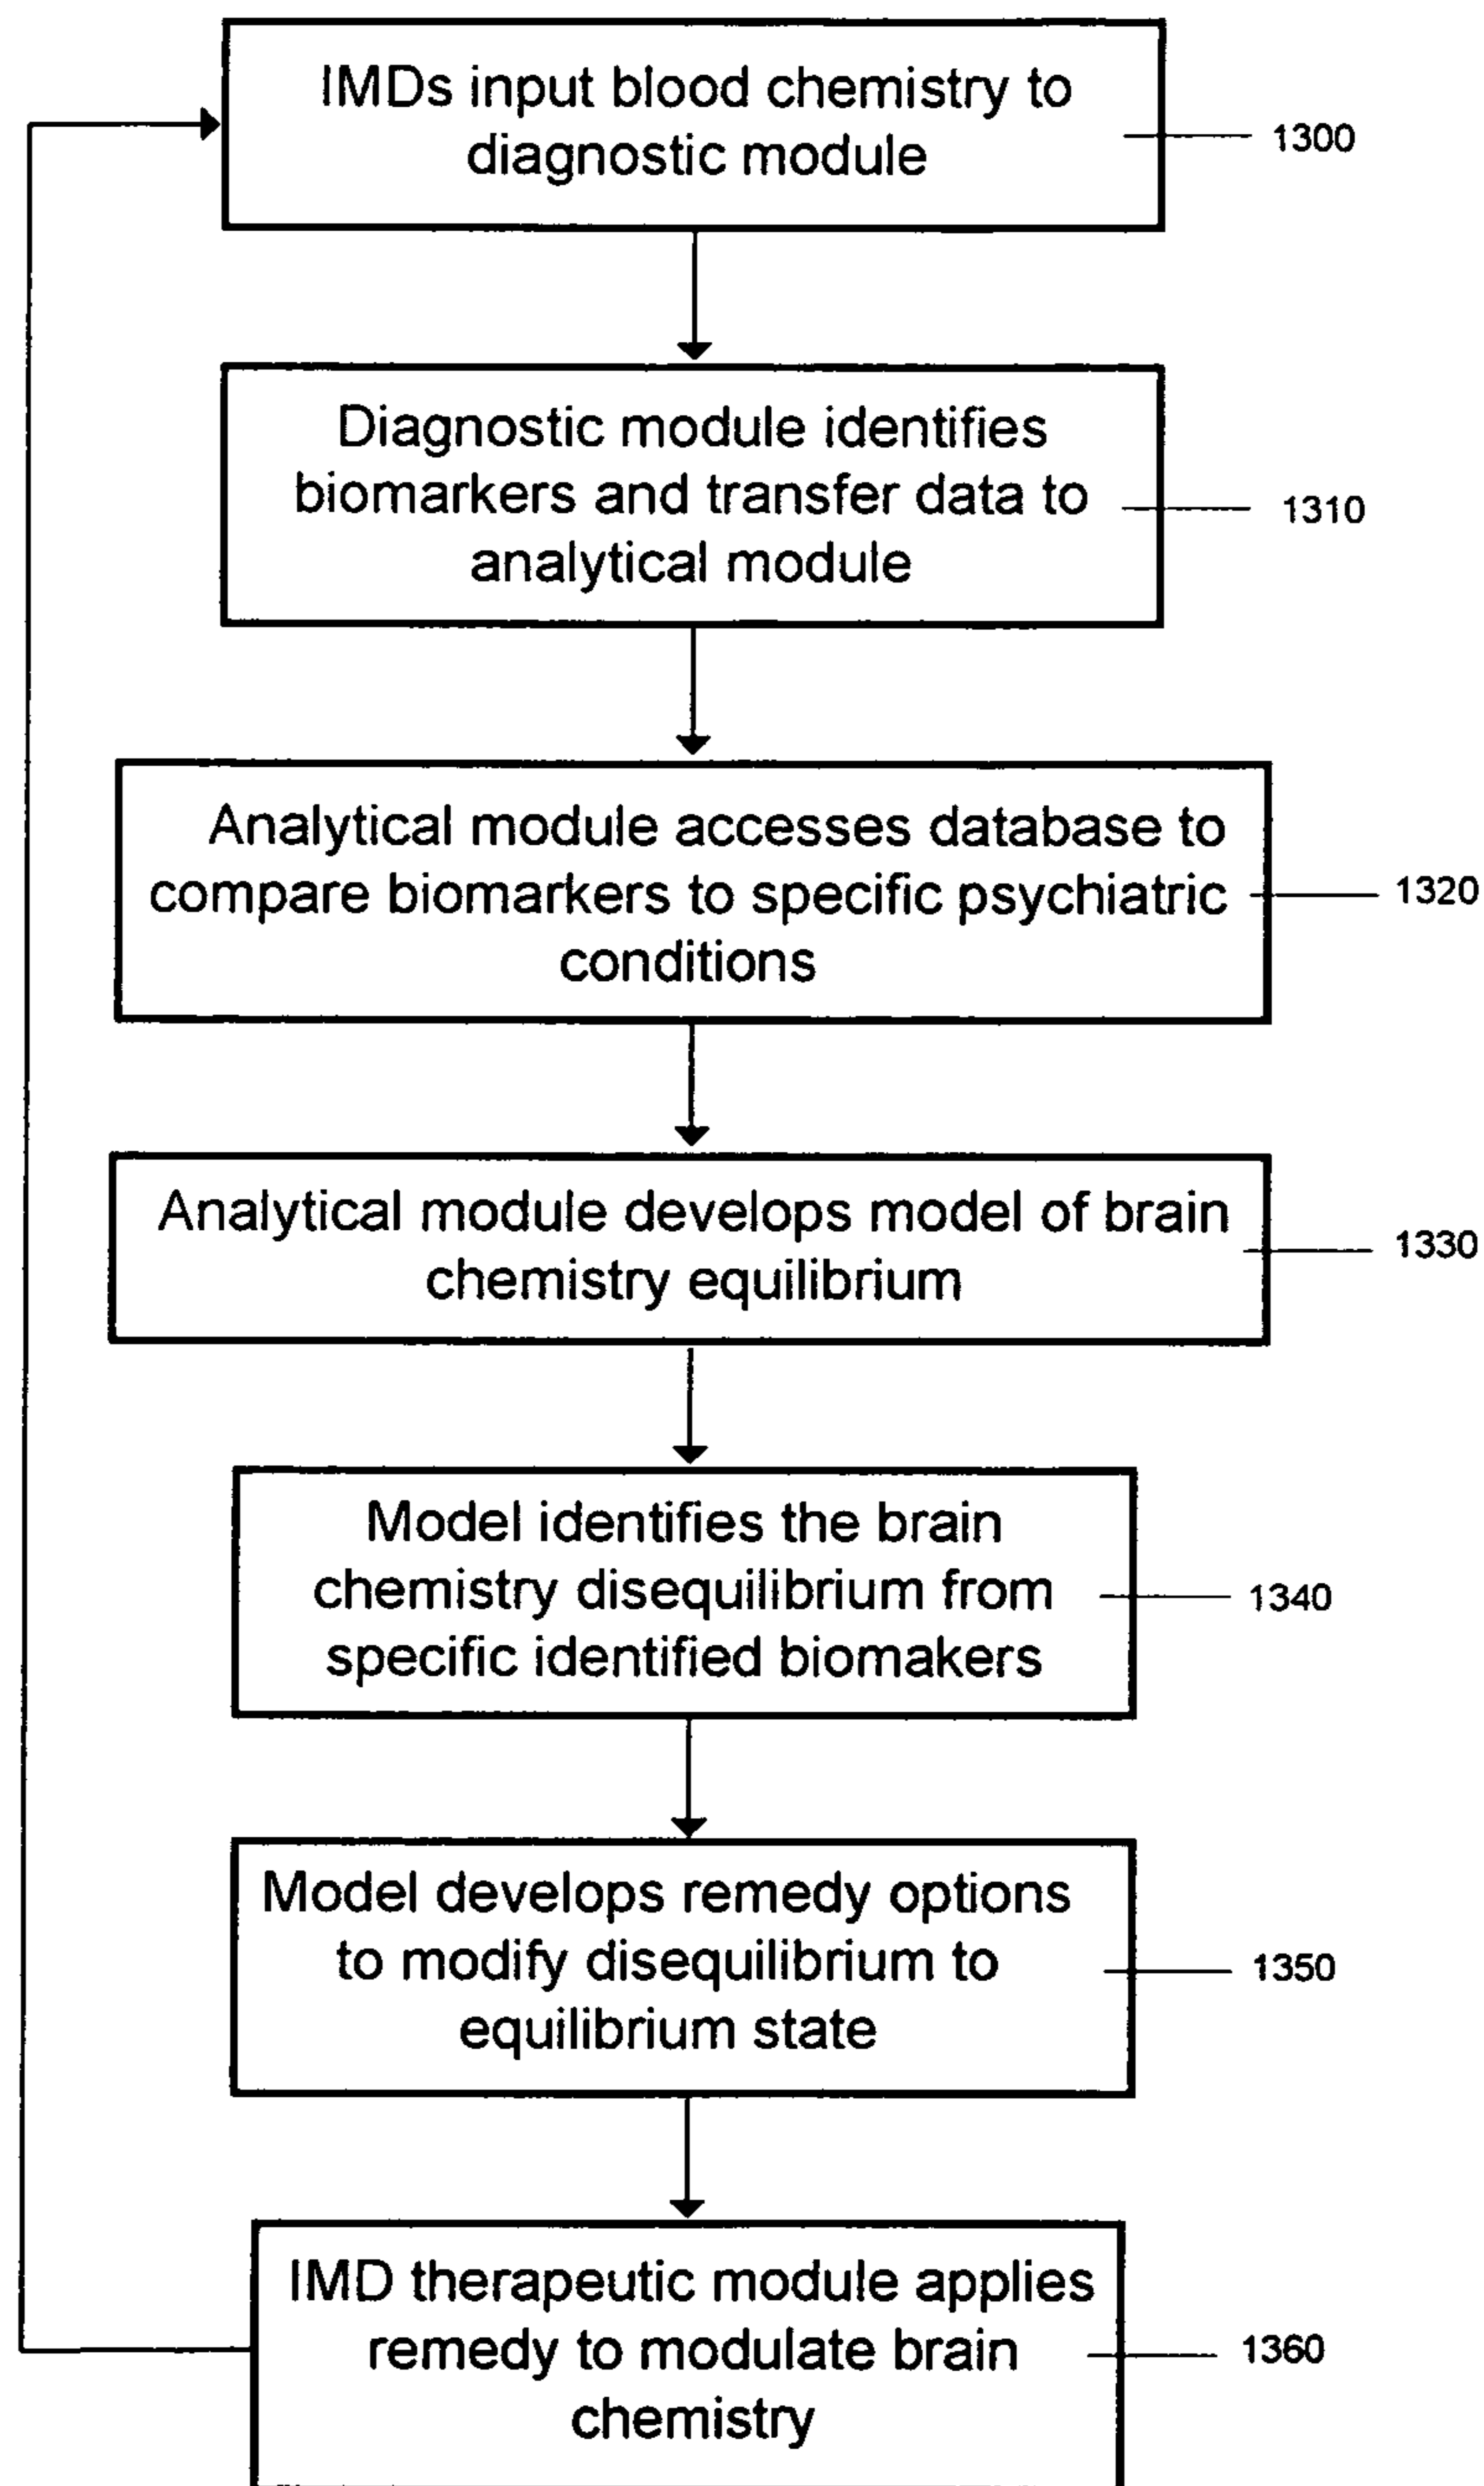 IMDs input blood chemistry to
diagnostic module
1300
Diagnostic module identifies
biomarkers and transfer data to
analytical module
1310
Analytical module accesses database to
compare biomarkers to specific psychiatric
conditions
1320
Analytical module develops model of brain
chemistry equilibrium
1330
Model identifies the brain
chemistry disequilibrium from
specific identified biomakers
1340
Model develops remedy options
to modify disequilibrium to
equilibrium state
1350
IMD therapeutic module applies
remedy to modulate brain
chemistry
1360